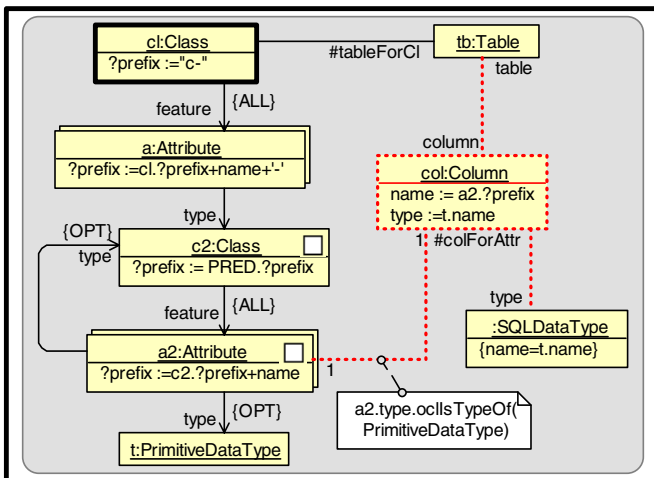 cl:Class
?prefix :="c-"
#tableForCl
tb:Table
table
feature
{ALL}
a:Attribute
?prefix :=cl.?prefix+name+'-'
column
col:Column
name := a2.?prefix
type :=t.name
type
{OPT}
type
c2:Class
?prefix := PRED.?prefix
1
#colForAttr
feature
{ALL}
type
:SQLDataType
{name=t.name}
a2:Attribute
?prefix :=c2.?prefix+name
1
type
{OPT}
a2.type.oclIsTypeOf(
PrimitiveDataType)
t:PrimitiveDataType